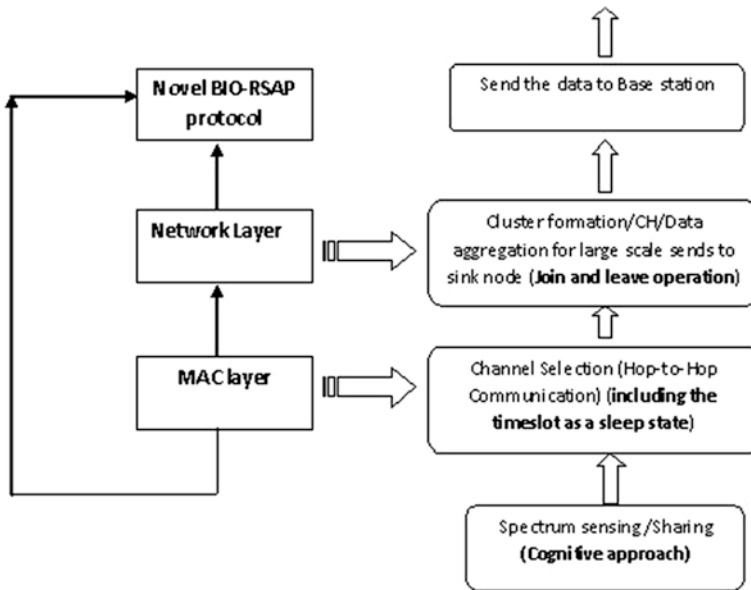 Novel BIO-RSAP
protocol
Network Layer
MAC layer
Send the data to Base station
Cluster formation/CH/Data
aggregation for large scale sends to
sink node (Join and leave operation)
Channel Selection (Hop-to-Hop
Communication) (including the
timeslot as a sleep state)
Spectrum sensing/Sharing
(Cognitive approach)